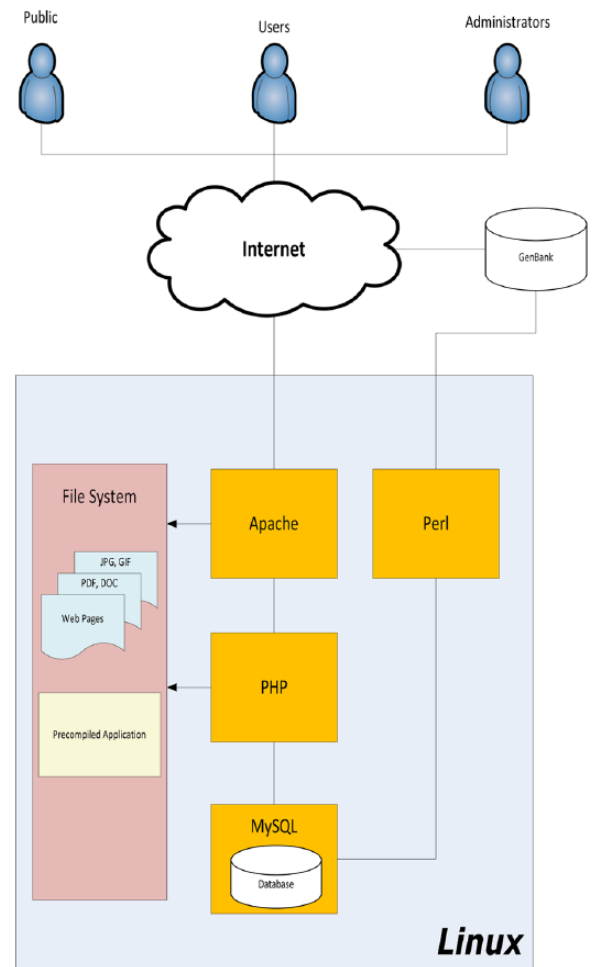 Public
Users
Administrators
Internet
GenBank
File System
Apache
Perl
JPG, GIF
PDF, DOC
Web Pages
PHP
Precompiled Application
MySQL
Database
Linux